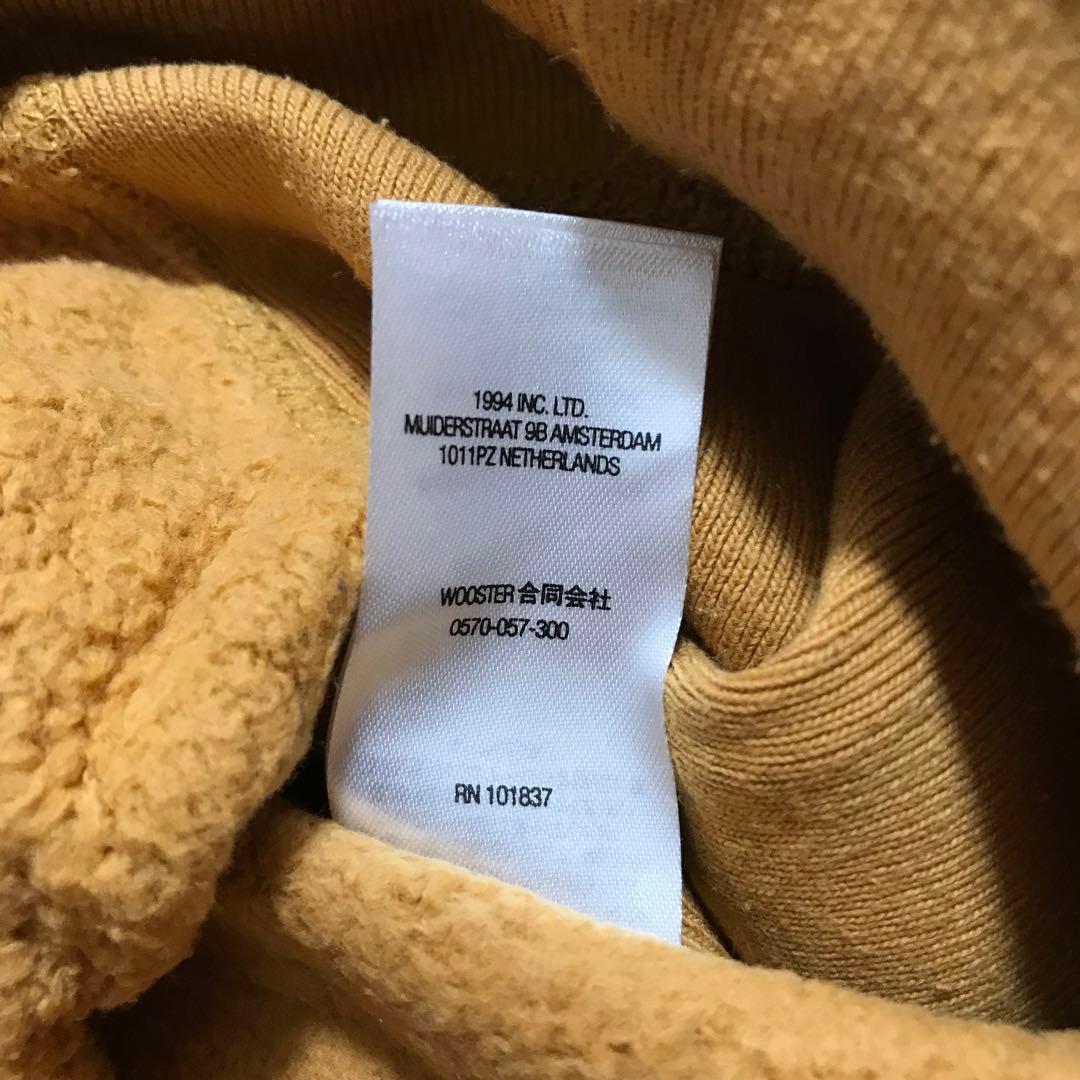 1994 INC. LTD.
MUIDERSTRAAT 9B AMSTERDAM
1011PZ NETHERLANDS
WOOSTER 合同会社
0570-057-300
RN 101837